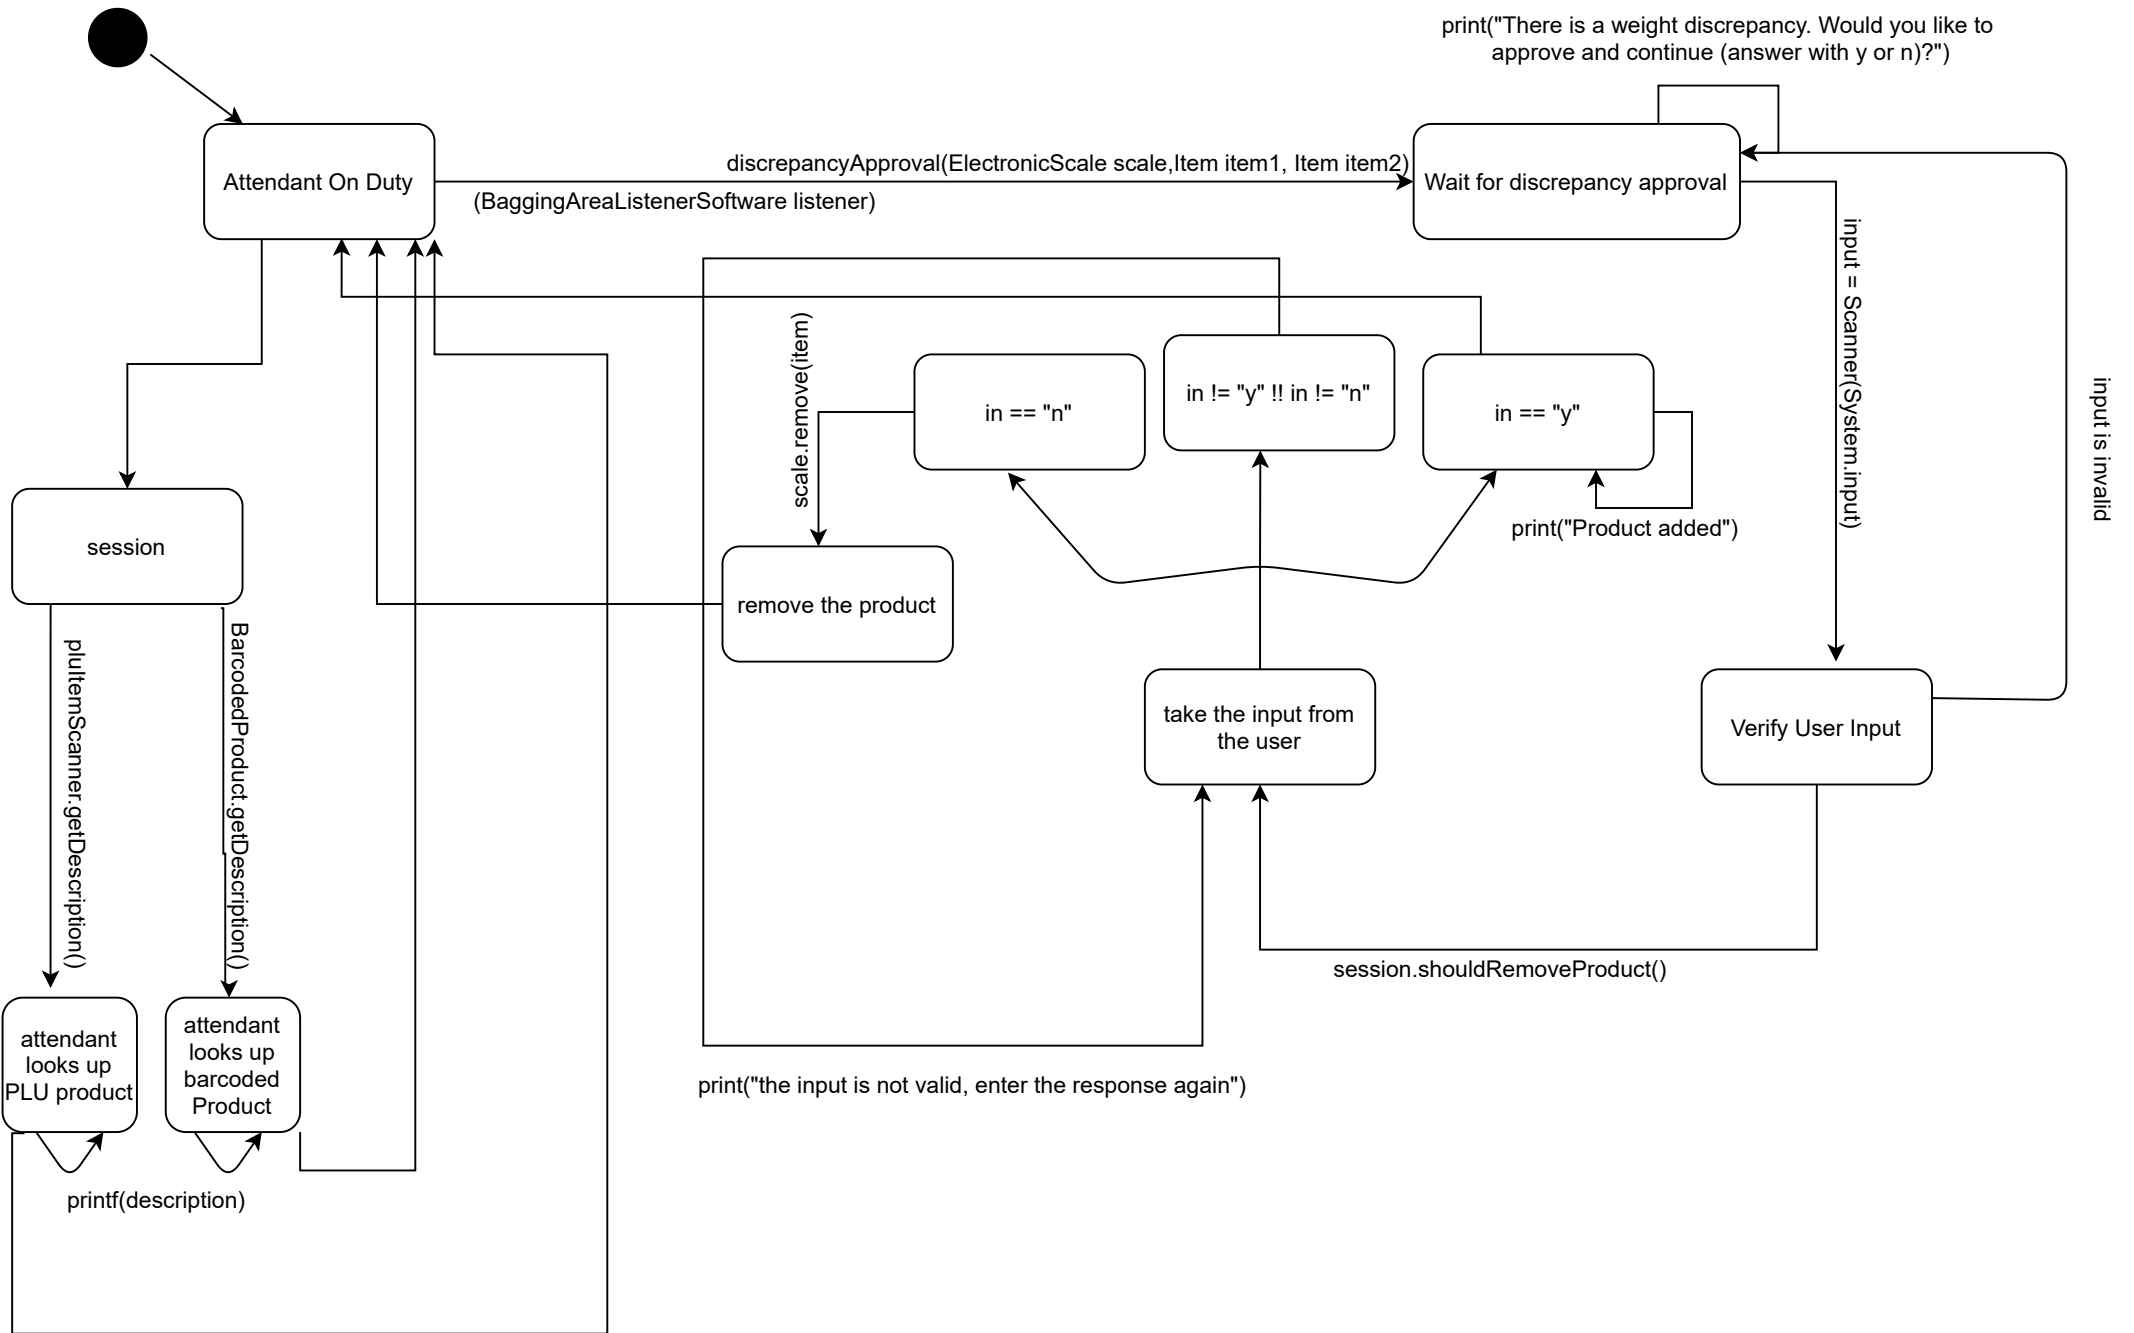 print("There is a weight discrepancy. Would you like to
approve and continue (answer with y or n)?")
Attendant On Duty
discrepancyApproval(ElectronicScale scale,Item item1, Item item2)
(BaggingAreaListenerSoftware listener)
Wait for discrepancy approval
input = Scanner(System.input)
input is invalid
scale.remove(item)
in == "n"
in != "y" !! in != "n"
in == "y"
print("Product added")
session
remove the product
take the input from
the user
Verify User Input
pluItemScanner.getDescription()
BarcodedProduct.getDescription()
session.shouldRemoveProduct()
attendant
looks up
PLU product
attendant
looks up
barcoded
Product
print("the input is not valid, enter the response again")
printf(description)